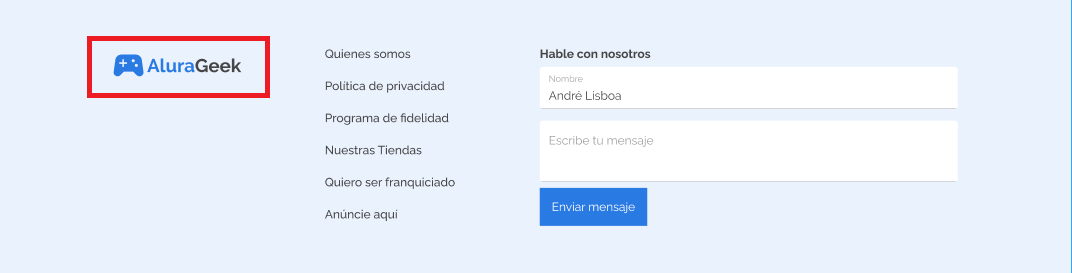 AluraGeek
Quienes somos
Política de privacidad
Programa de fidelidad
Nuestras Tiendas
Quiero ser franquiciado
Anúncie aquí
Hable con nosotros
Nombre
André Lisboa
Escribe tu mensaje
Enviar mensaje